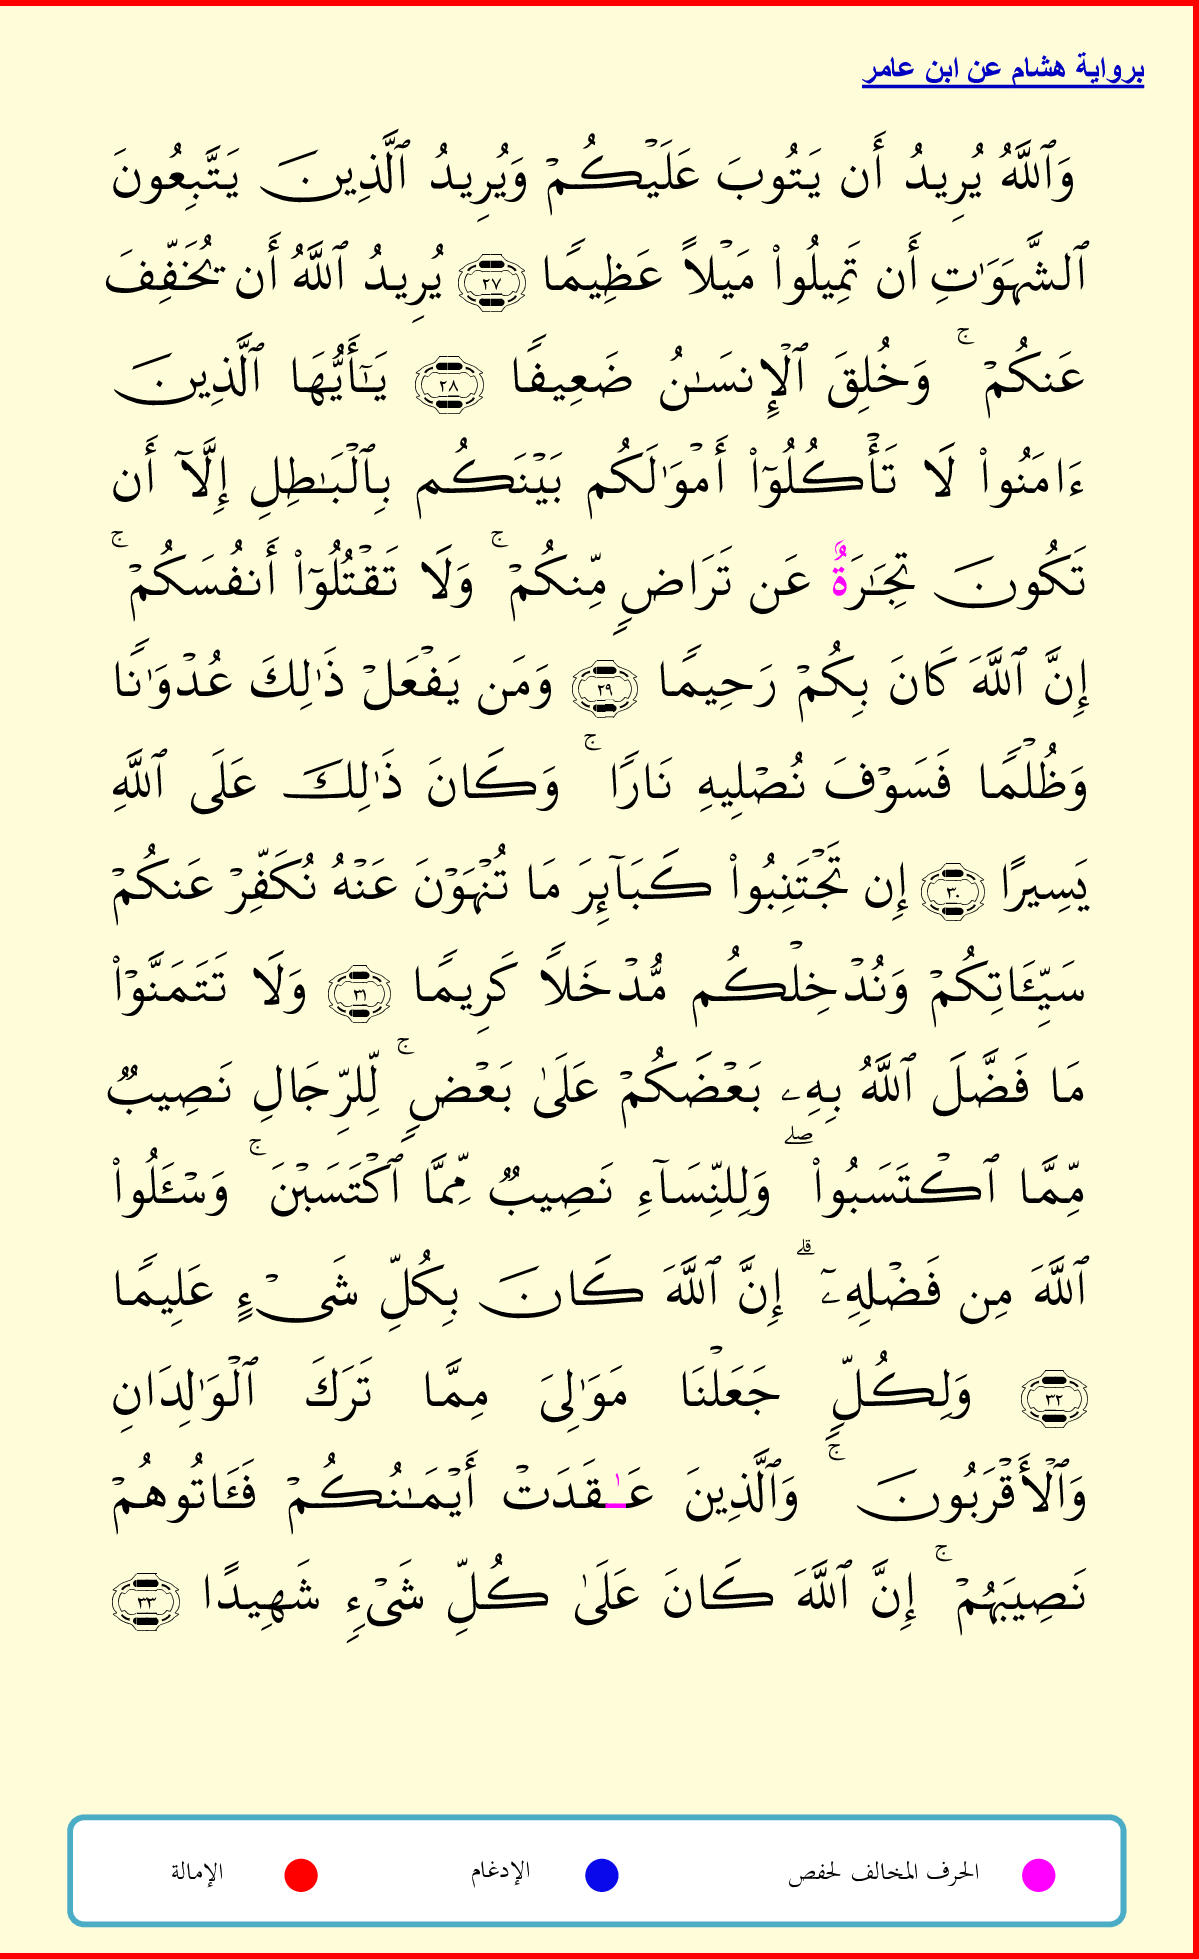 برواية هشام عن ابن عامر
وَٱللَّهُ يُرِيدُ أَن يَتُوبَ عَلَيۡكُمۡ وَيُرِيدُ ٱلَّذِينَ يَتَّبِعُونَ
ٱلشَّهَوَٰتِ أَن تَمِيلُواْ مَيۡلًا عَظِيمٗا ٢٧ يُرِيدُ ٱللَّهُ أَن يُخَفِّفَ
عَنكُمۡۚ وَخُلِقَ ٱلۡإِنسَٰنُ ضَعِيفٗا ٢٨ يَٰٓأَيُّهَا ٱلَّذِينَ
ءَامَنُواْ لَا تَأۡكُلُوٓاْ أَمۡوَٰلَكُم بَيۡنَكُم بِٱلۡبَٰطِلِ إِلَّآ أَن
تَكُونَ تِجَٰرَةٌ عَن تَرَاضٖ مِّنكُمۡۚ وَلَا تَقۡتُلُوٓاْ أَنفُسَكُمۡۚ
إِنَّ ٱللَّهَ كَانَ بِكُمۡ رَحِيمٗا ٢٩ وَمَن يَفۡعَلۡ ذَٰلِكَ عُدۡوَٰنٗا
وَظُلۡمٗا فَسَوۡفَ نُصۡلِيهِ نَارٗاۚ وَكَانَ ذَٰلِكَ عَلَى ٱللَّهِ
يَسِيرًا ٣٠ إِن تَجۡتَنِبُواْ كَبَآئِرَ مَا تُنۡهَوۡنَ عَنۡهُ نُكَفِّرۡ عَنكُمۡ
سَيِّـَٔاتِكُمۡ وَنُدۡخِلۡكُم مُّدۡخَلٗا كَرِيمٗا ٣١ وَلَا تَتَمَنَّوۡاْ
مَا فَضَّلَ ٱللَّهُ بِهِۦ بَعۡضَكُمۡ عَلَىٰ بَعۡضٖۚ لِّلرِّجَالِ نَصِيبٞ
مِّمَّا ٱكۡتَسَبُواْۖ وَلِلنِّسَآءِ نَصِيبٞ مِّمَّا ٱكۡتَسَبۡنَۚ وَسۡـَٔلُواْ
ٱللَّهَ مِن فَضۡلِهِۦٓۗ إِنَّ ٱللَّهَ كَانَ بِكُلِّ شَيۡءٍ عَلِيمٗا
٣٢ وَلِكُلّٖ جَعَلۡنَا مَوَٰلِيَ مِمَّا تَرَكَ ٱلۡوَٰلِدَانِ
وَٱلۡأَقۡرَبُونَۚ وَٱلَّذِينَ عَٰقَدَتۡ أَيۡمَٰنُكُمۡ فَـَٔاتُوهُمۡ
نَصِيبَهُمۡۚ إِنَّ ٱللَّهَ كَانَ عَلَىٰ كُلِّ شَيۡءٖ شَهِيدًا ٣٣
الحرف المخالف لحفص الإدغام الإمالة